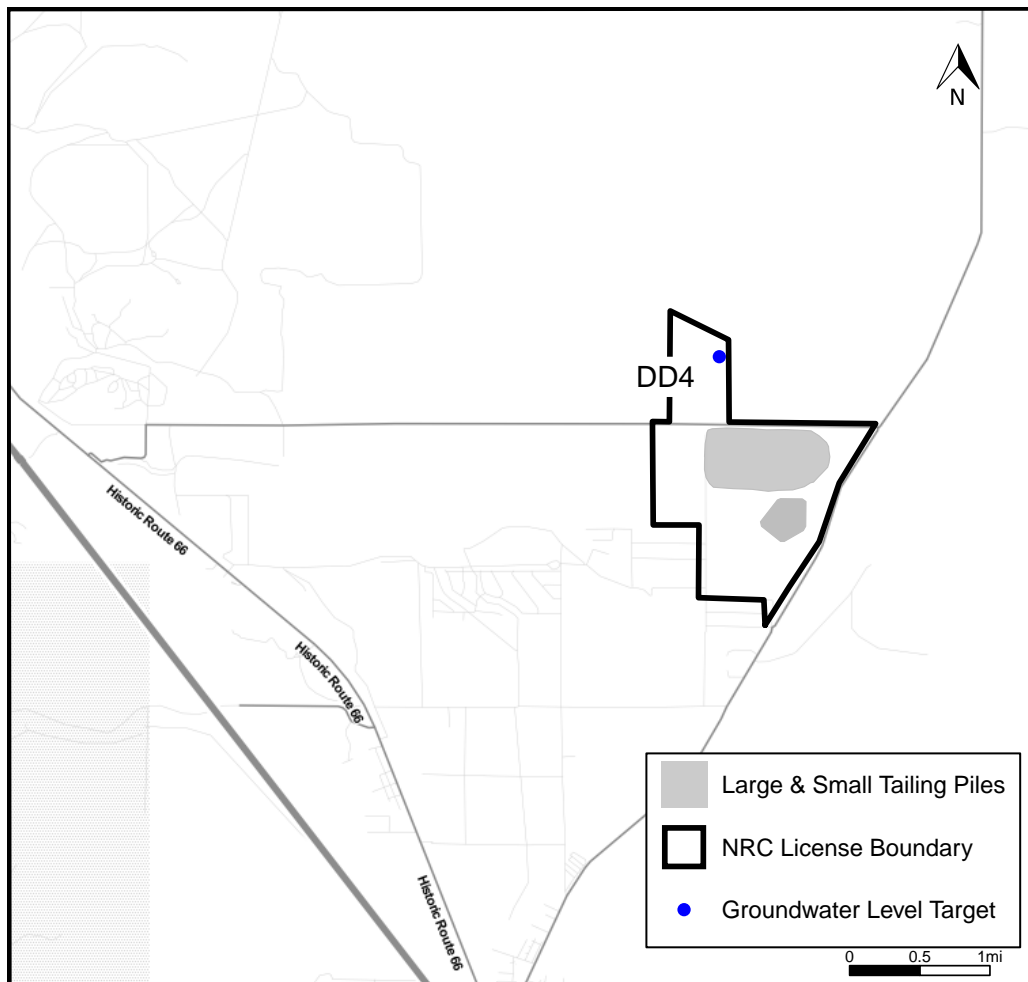 N
DD4
Historic Route 66
Historic Route 66
Historic Route 66
Large & Small Tailing Piles
NRC License Boundary
Groundwater Level Target
0 0.5 1mi